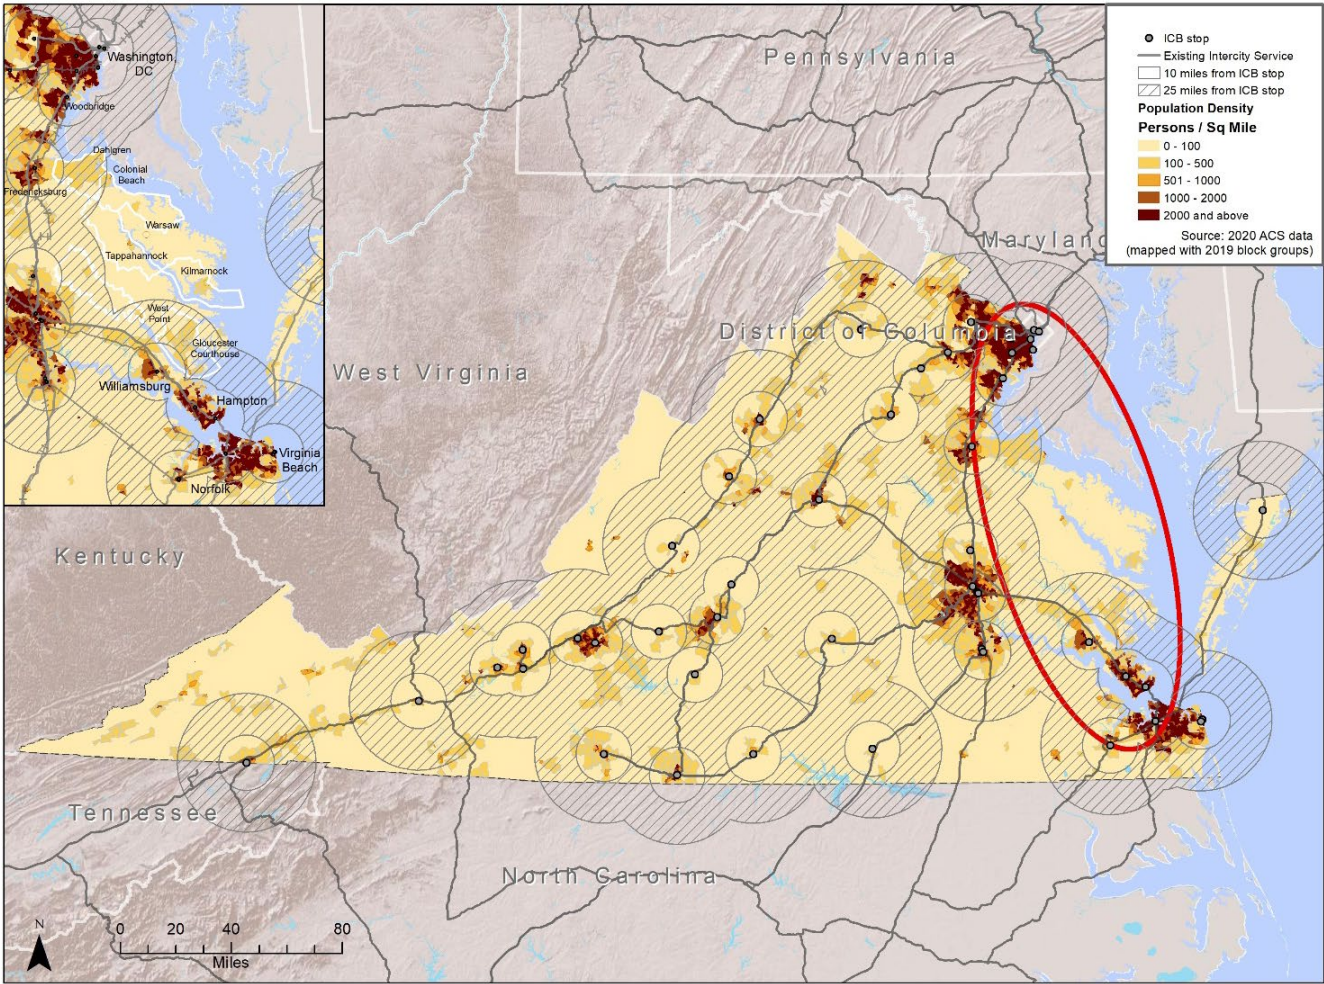 Washington,
DC
Woodbridge
Dahlgren
Colonial
Beach
Fredericksburg
Warsaw
Tappahannock
Kilmarnock
West
Point
Gloucester
Courthouse
Williamsburg
Hampton
Virginia
Beach
Norfolk
Pennsylvania
ICB stop
Existing Intercity Service
10 miles from ICB stop
25 miles from ICB stop
Population Density
Persons / Sq Mile
0 - 100
100 - 500
501 - 1000
1000 - 2000
2000 and above
Source: 2020 ACS data
(mapped with 2019 block groups)
Maryland
District of Columbia
West Virginia
Kentucky
Tennessee
North Carolina
N
0 20 40 80
Miles